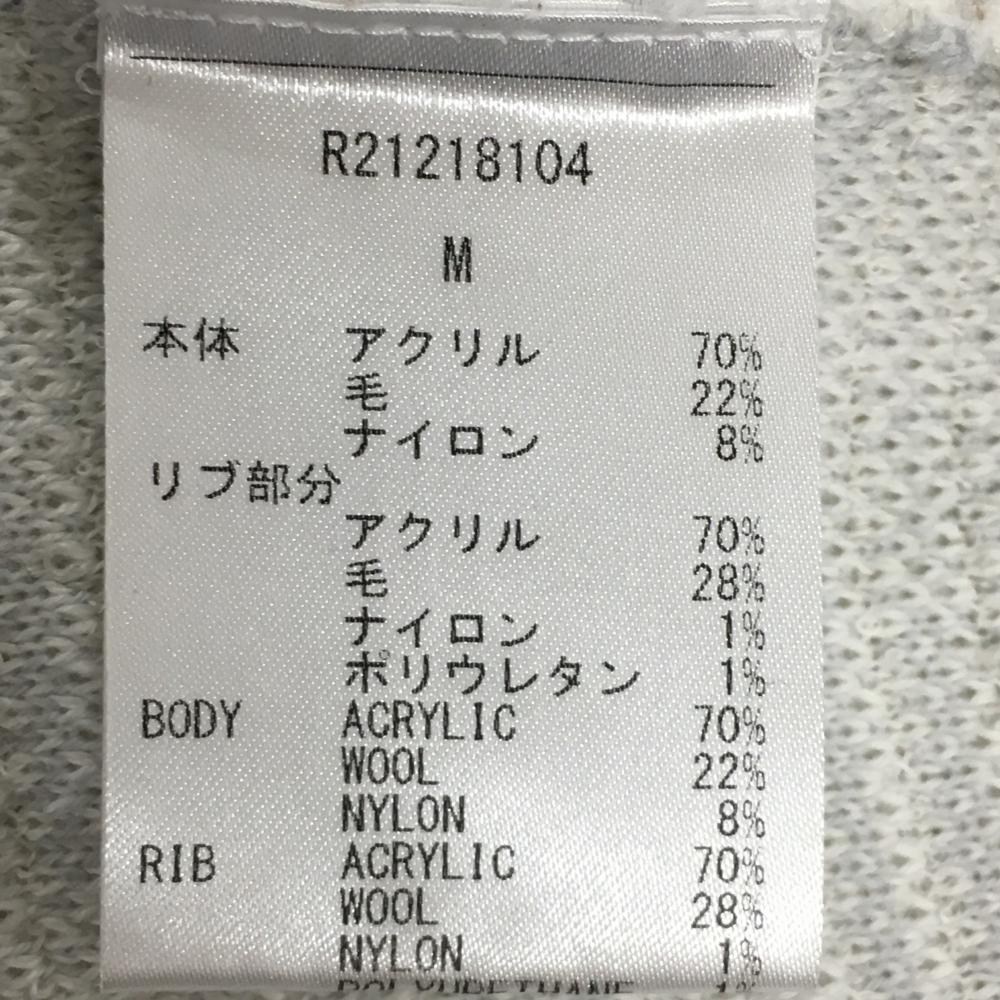 R21218104
M
本体 アクリル 70%
毛 22%
ナイロン 8%
リブ部分
アクリル 70%
毛 28%
ナイロン 1%
ポリウレタン 1%
BODY ACRYLIC 70%
WOOL 22%
NYLON 8%
RIB ACRYLIC 70%
WOOL 28%
NYLON 1%
POLYURETHANE 1%